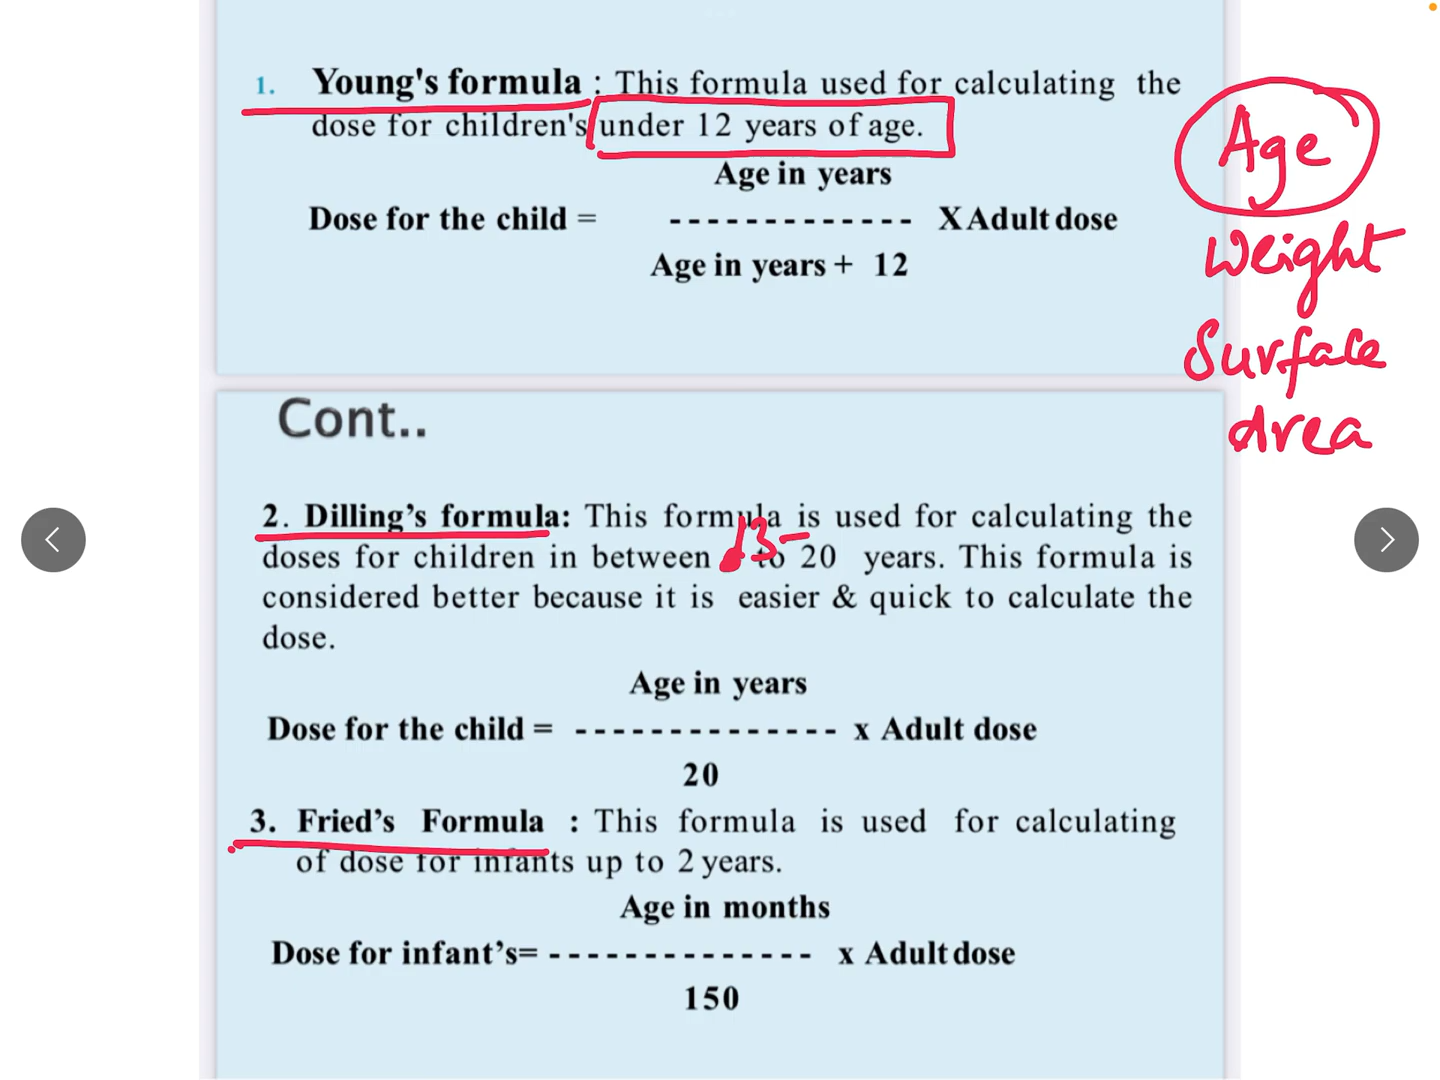 1. Young's formula : This formula used for calculating the
dose for children's under 12 years of age.
Age in years
Dose for the child = ------------- X Adult dose
Age in years + 12
Age
Weight
Surface
Area
Cont..
2. Dilling’s formula: This formula is used for calculating the
doses for children in between 13- to 20 years. This formula is
considered better because it is easier & quick to calculate the
dose.
Age in years
Dose for the child = -------------- x Adult dose
20
3. Fried’s Formula : This formula is used for calculating
of dose for infants up to 2 years.
Age in months
Dose for infant’s= -------------- x Adult dose
150